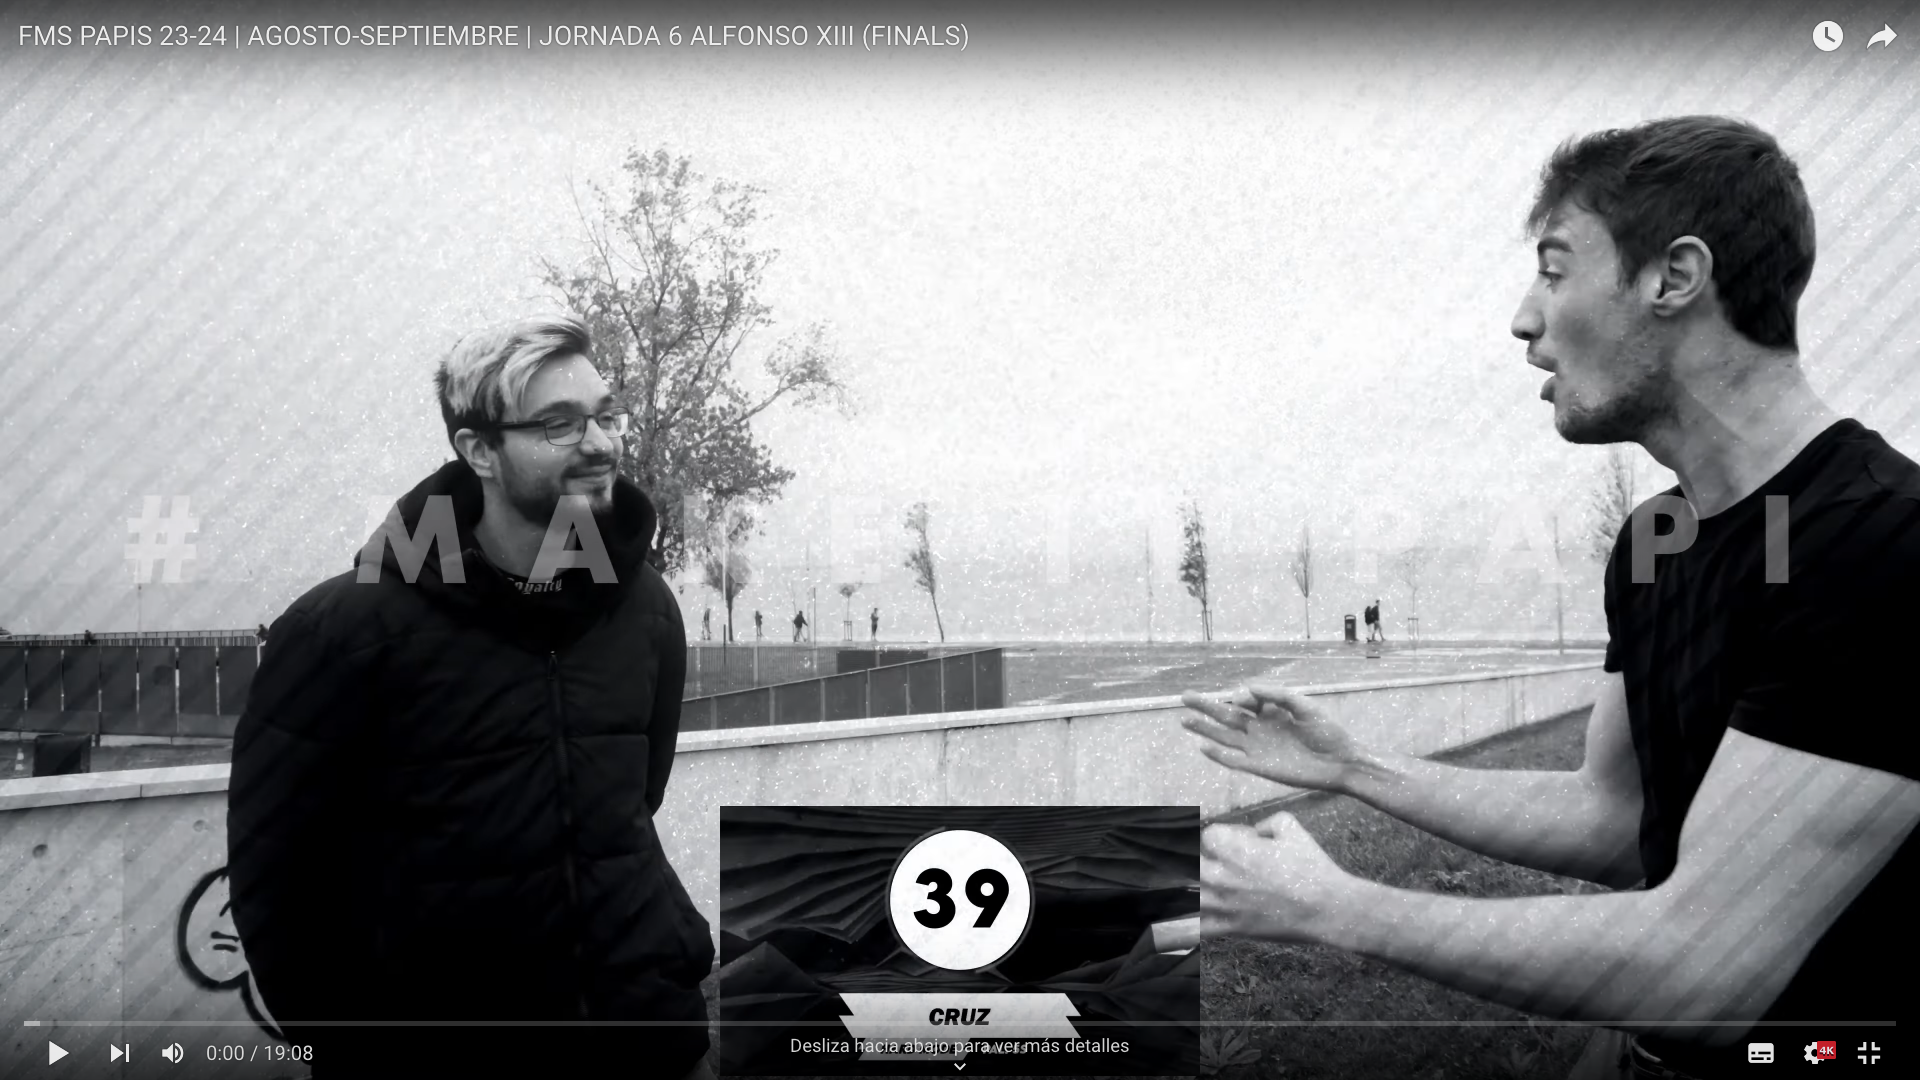 FMS PAPIS 23-24 | AGOSTO-SEPTIEMBRE | JORNADA 6 ALFONSO XIII (FINALS)
# MALETIPAPI
39
CRUZ
Desliza hacia abajo para ver más detalles
0:00 / 19:08
4K